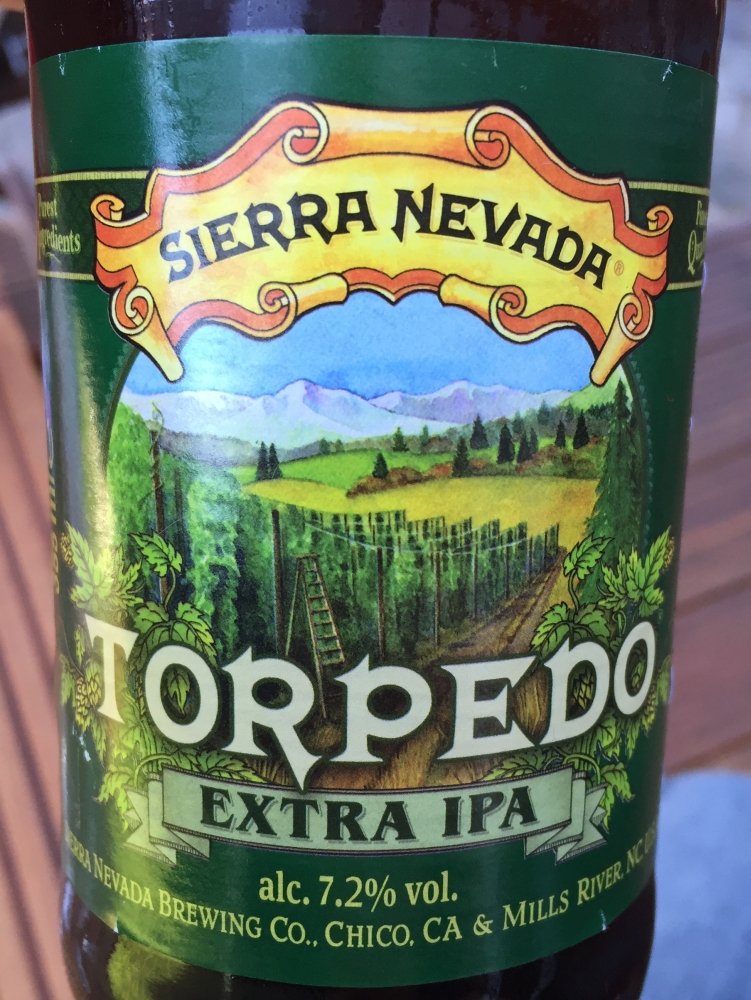 SIERRA NEVADA®
TORPEDO
EXTRA IPA
alc. 7.2% vol.
NEVADA BREWING CO., CHICO, CA & MILLS RIVER, NC